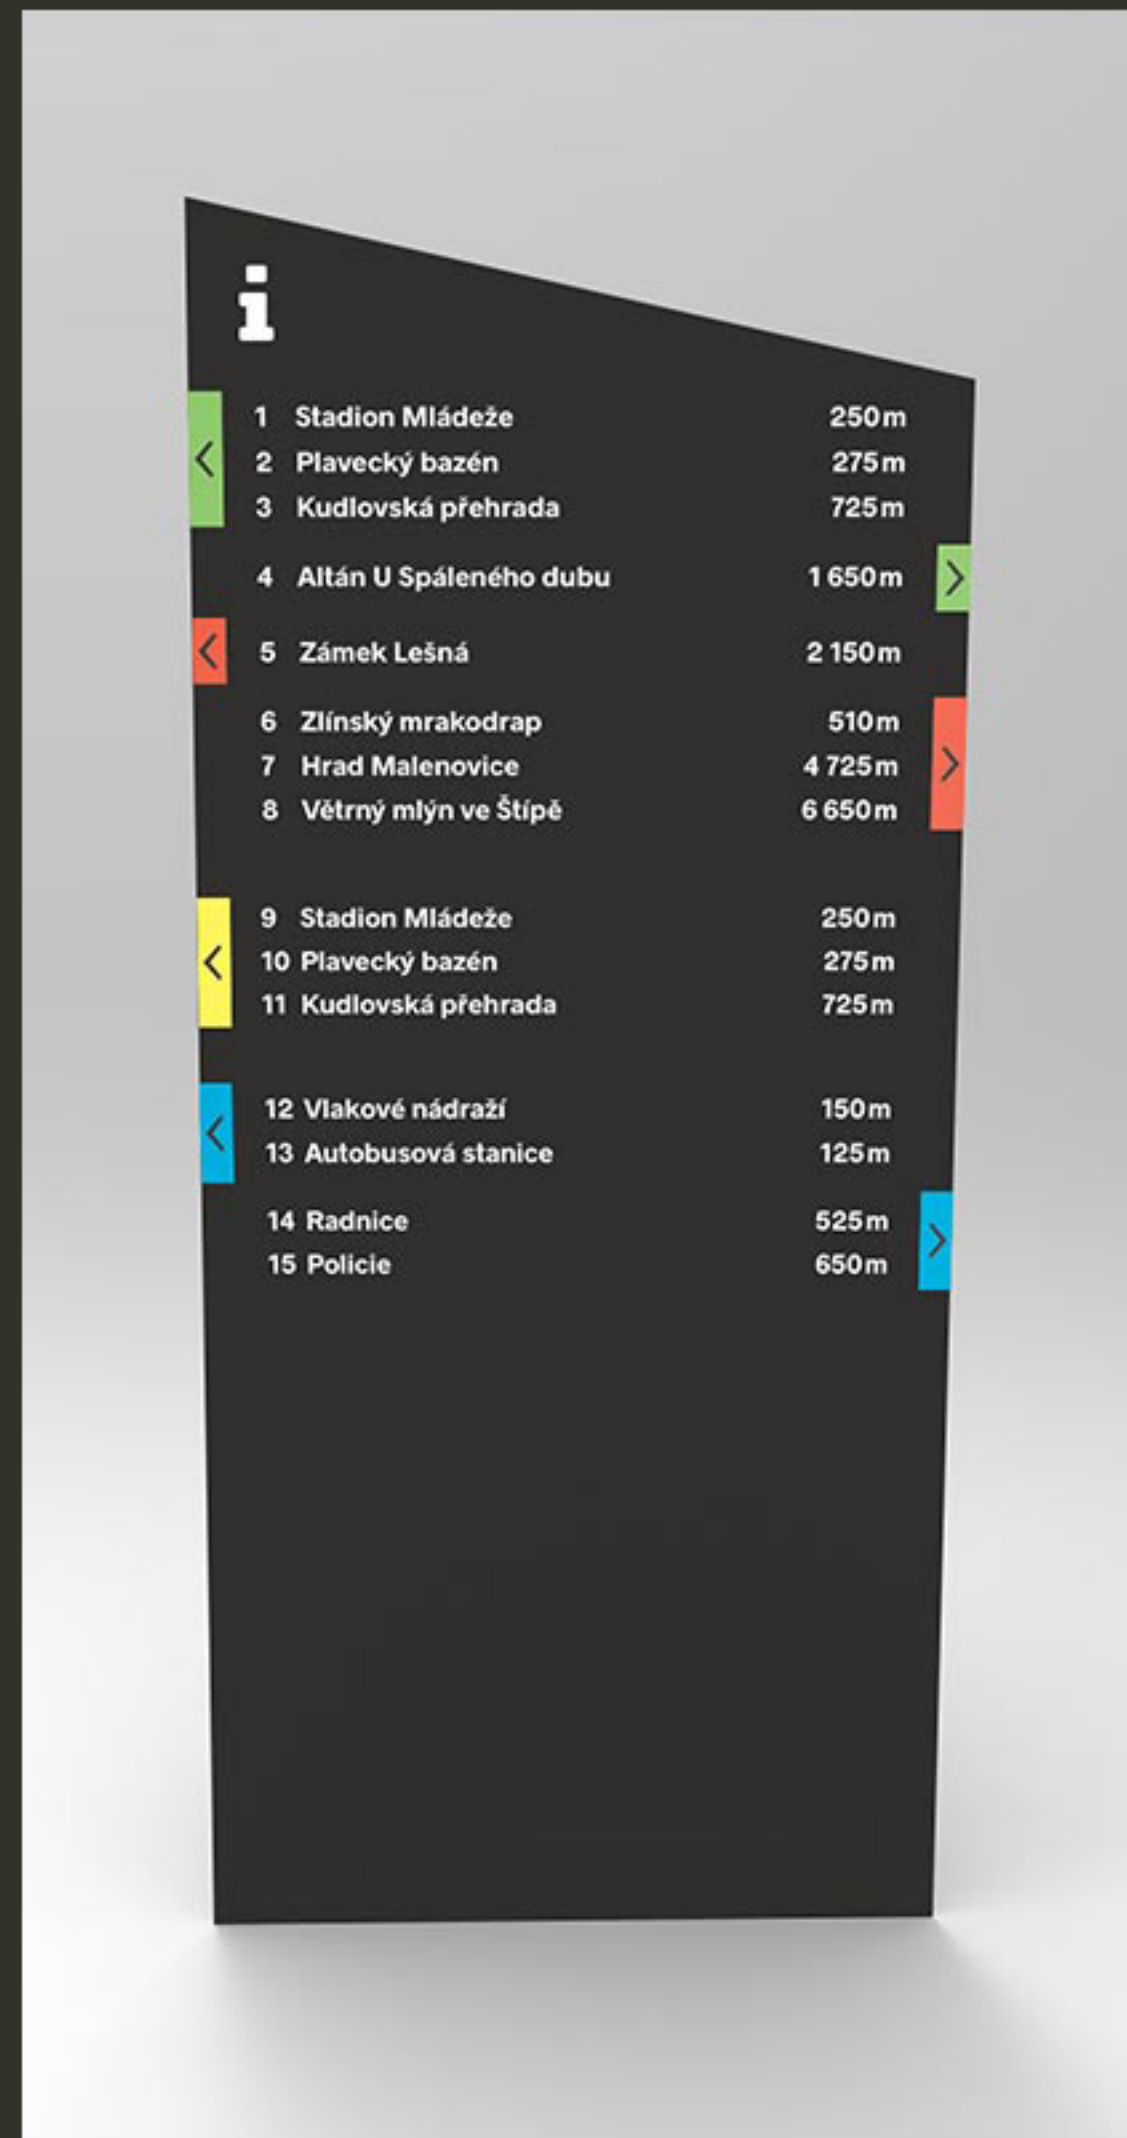 i
1 Stadion Mládeže 250m
2 Plavecký bazén 275m
3 Kudlovská přehrada 725m
4 Altán U Spáleného dubu 1 650m
5 Zámek Lešná 2 150m
6 Zlínský mrakodrap 510m
7 Hrad Malenovice 4 725m
8 Větrný mlýn ve Štípě 6 650m
9 Stadion Mládeže 250m
10 Plavecký bazén 275m
11 Kudlovská přehrada 725m
12 Vlakové nádraží 150m
13 Autobusová stanice 125m
14 Radnice 525m
15 Policie 650m